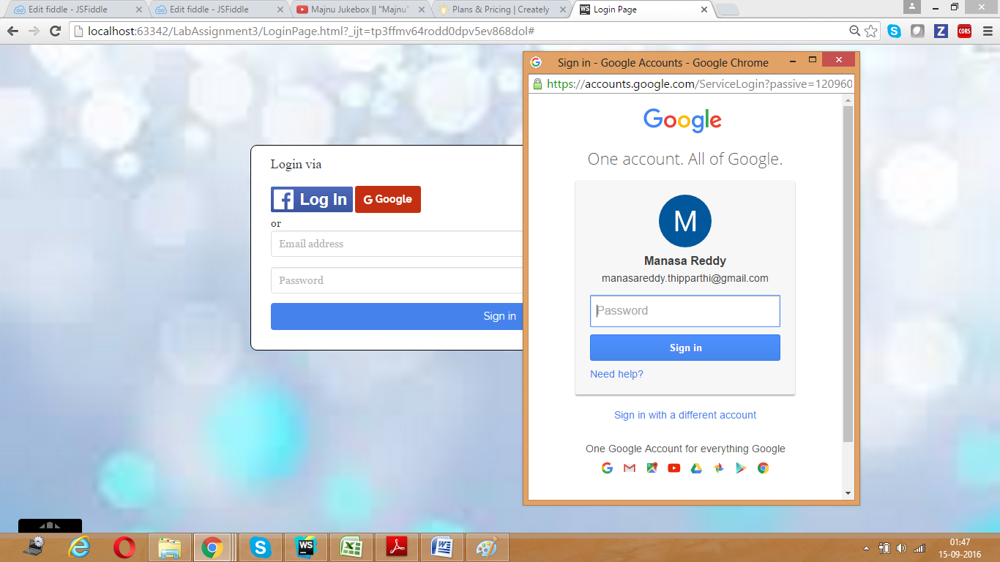 Edit fiddle - JSFiddle
Edit fiddle - JSFiddle
Majnu Jukebox || "Majnu"
Plans & Pricing | Creately
WS Login Page
localhost:63342/LabAssignment3/LoginPage.html?_ijt=tp3ffmv64rodd0dpv5ev868dol#
CORS
Login via
f Log In
G Google
or
Email address
Password
Sign in
Sign in - Google Accounts - Google Chrome
https://accounts.google.com/ServiceLogin?passive=120960
Google
One account. All of Google.
M
Manasa Reddy
manasareddy.thipparthi@gmail.com
Password
Sign in
Need help?
Sign in with a different account
One Google Account for everything Google
WS
01:47
15-09-2016